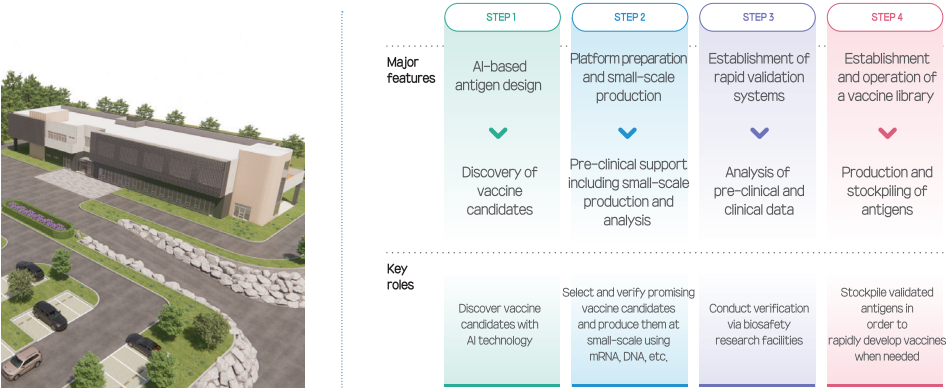 STEP 1
STEP 2
STEP 3
STEP 4
Major
features
AI-based
antigen design
Discovery of
vaccine
candidates
Platform preparation
and small-scale
production
Pre-clinical support
including small-scale
production and
analysis
Establishment of
rapid validation
systems
Analysis of
pre-clinical and
clinical data
Establishment
and operation of
a vaccine library
Production and
stockpiling of
antigens
Key
roles
Discover vaccine
candidates with
AI technology
Select and verify promising
vaccine candidates
and produce them at
small-scale using
mRNA, DNA, etc.
Conduct verification
via biosafety
research facilities
Stockpile validated
antigens in
order to
rapidly develop vaccines
when needed